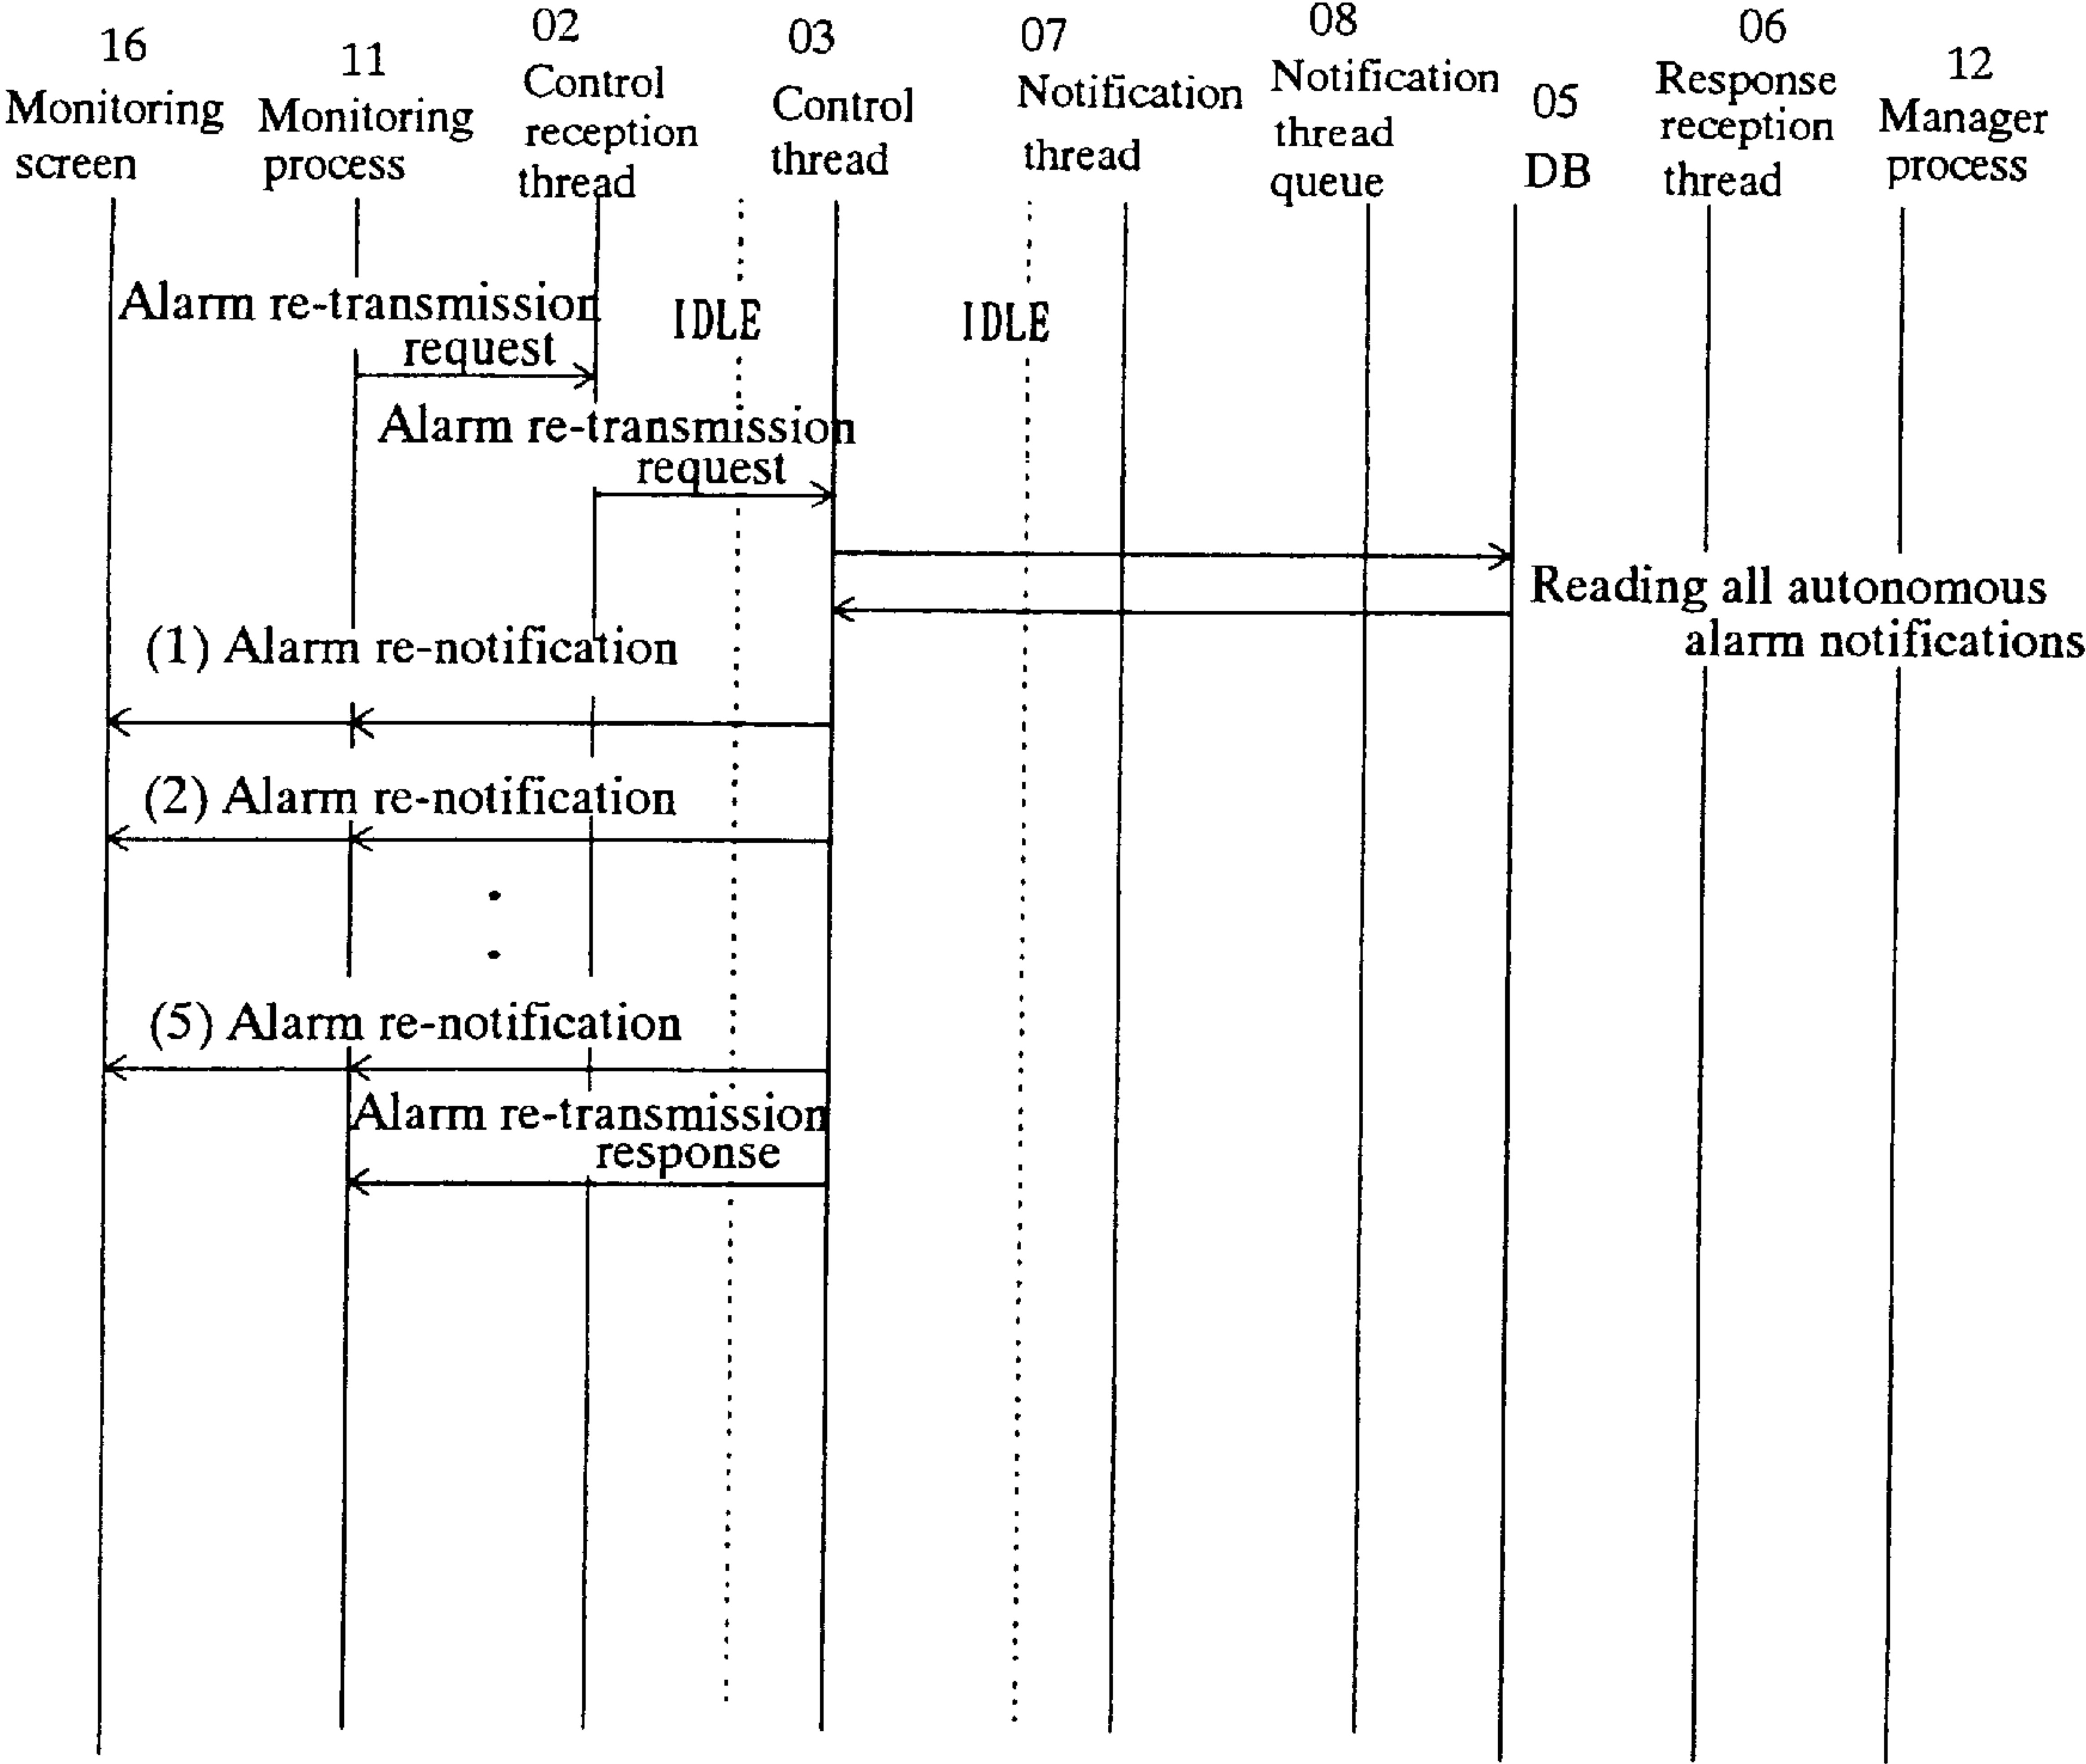 16
Monitoring
screen
11
Monitoring
process
02
Control
reception
thread
03
Control
thread
07
Notification
thread
08
Notification
thread
queue
05
DB
06
Response
reception
thread
12
Manager
process
Alarm re-transmission
request
IDLE
IDLE
Alarm re-transmission
request
Reading all autonomous
alarm notifications
(1) Alarm re-notification
(2) Alarm re-notification
(5) Alarm re-notification
Alarm re-transmission
response